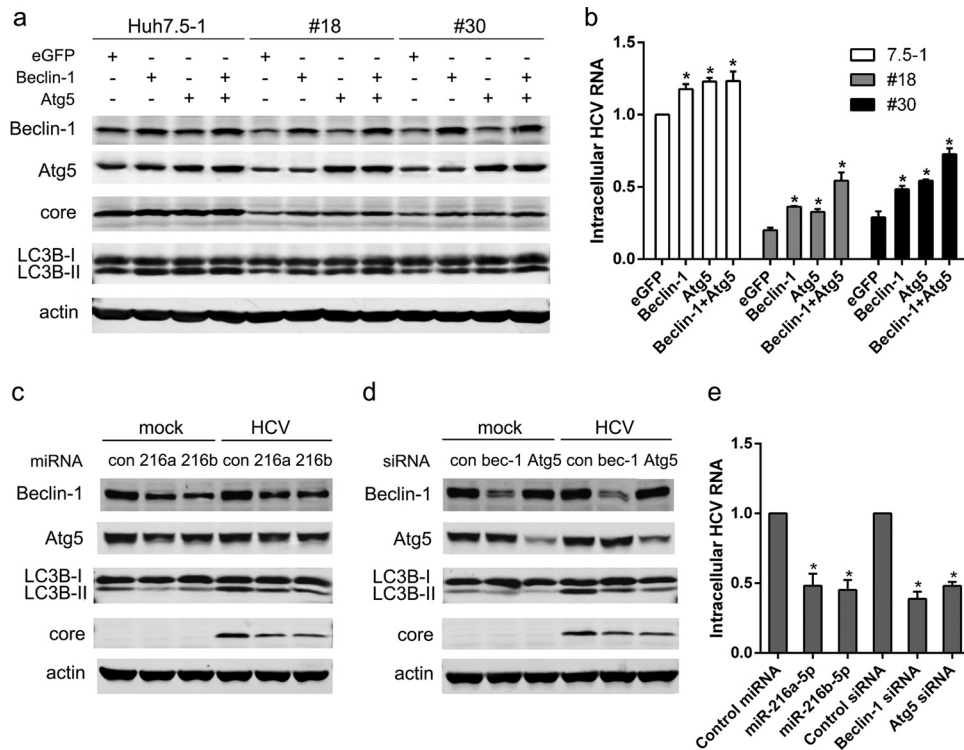 a
Huh7.5-1 #18 #30
eGFP + - - - + - - - + - - -
Beclin-1 - + - + - + - + - + - +
Atg5 - - + + - - + + - - + +
Beclin-1
Atg5
core
LC3B-I
LC3B-II
actin
b
Intracellular HCV RNA
1.5
1.0
0.5
0.0
* * * * * * * * *
7.5-1
#18
#30
eGFP Beclin-1 Atg5 Beclin-1+Atg5 eGFP Beclin-1 Atg5 Beclin-1+Atg5 eGFP Beclin-1 Atg5 Beclin-1+Atg5
c
mock HCV
miRNA con 216a 216b con 216a 216b
Beclin-1
Atg5
LC3B-I
LC3B-II
core
actin
d
mock HCV
siRNA con bec-1 Atg5 con bec-1 Atg5
Beclin-1
Atg5
LC3B-I
LC3B-II
core
actin
e
Intracellular HCV RNA
1.5
1.0
0.5
0.0
* * * *
Control miRNA miR-216a-5p miR-216b-5p Control siRNA Beclin-1 siRNA Atg5 siRNA